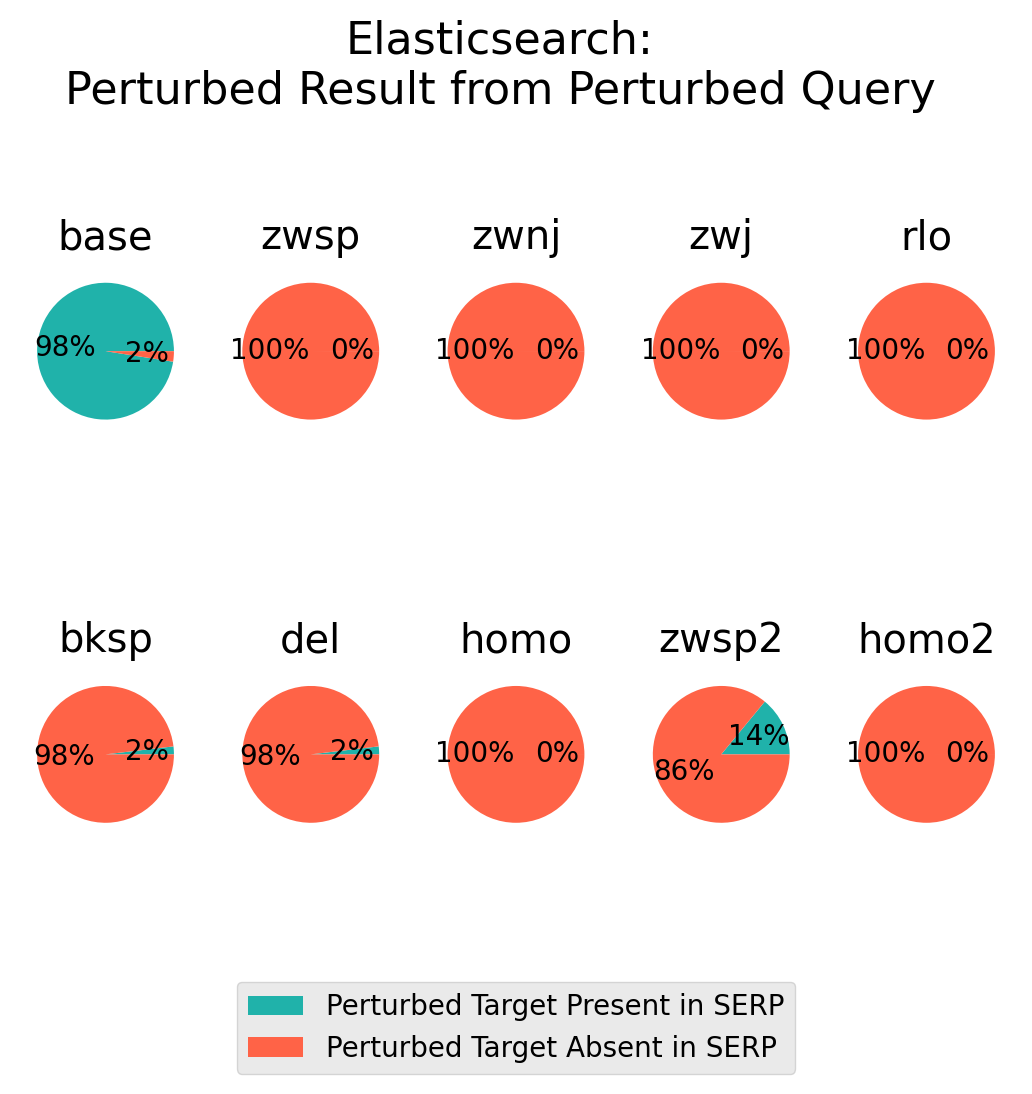 Elasticsearch:
Perturbed Result from Perturbed Query
base zwsp zwnj zwj rlo
98% 2% 100% 0% 100% 0% 100% 0% 100% 0%
bksp del homo zwsp2 homo2
98% 2% 98% 2% 100% 0% 86% 14% 100% 0%
Perturbed Target Present in SERP
Perturbed Target Absent in SERP